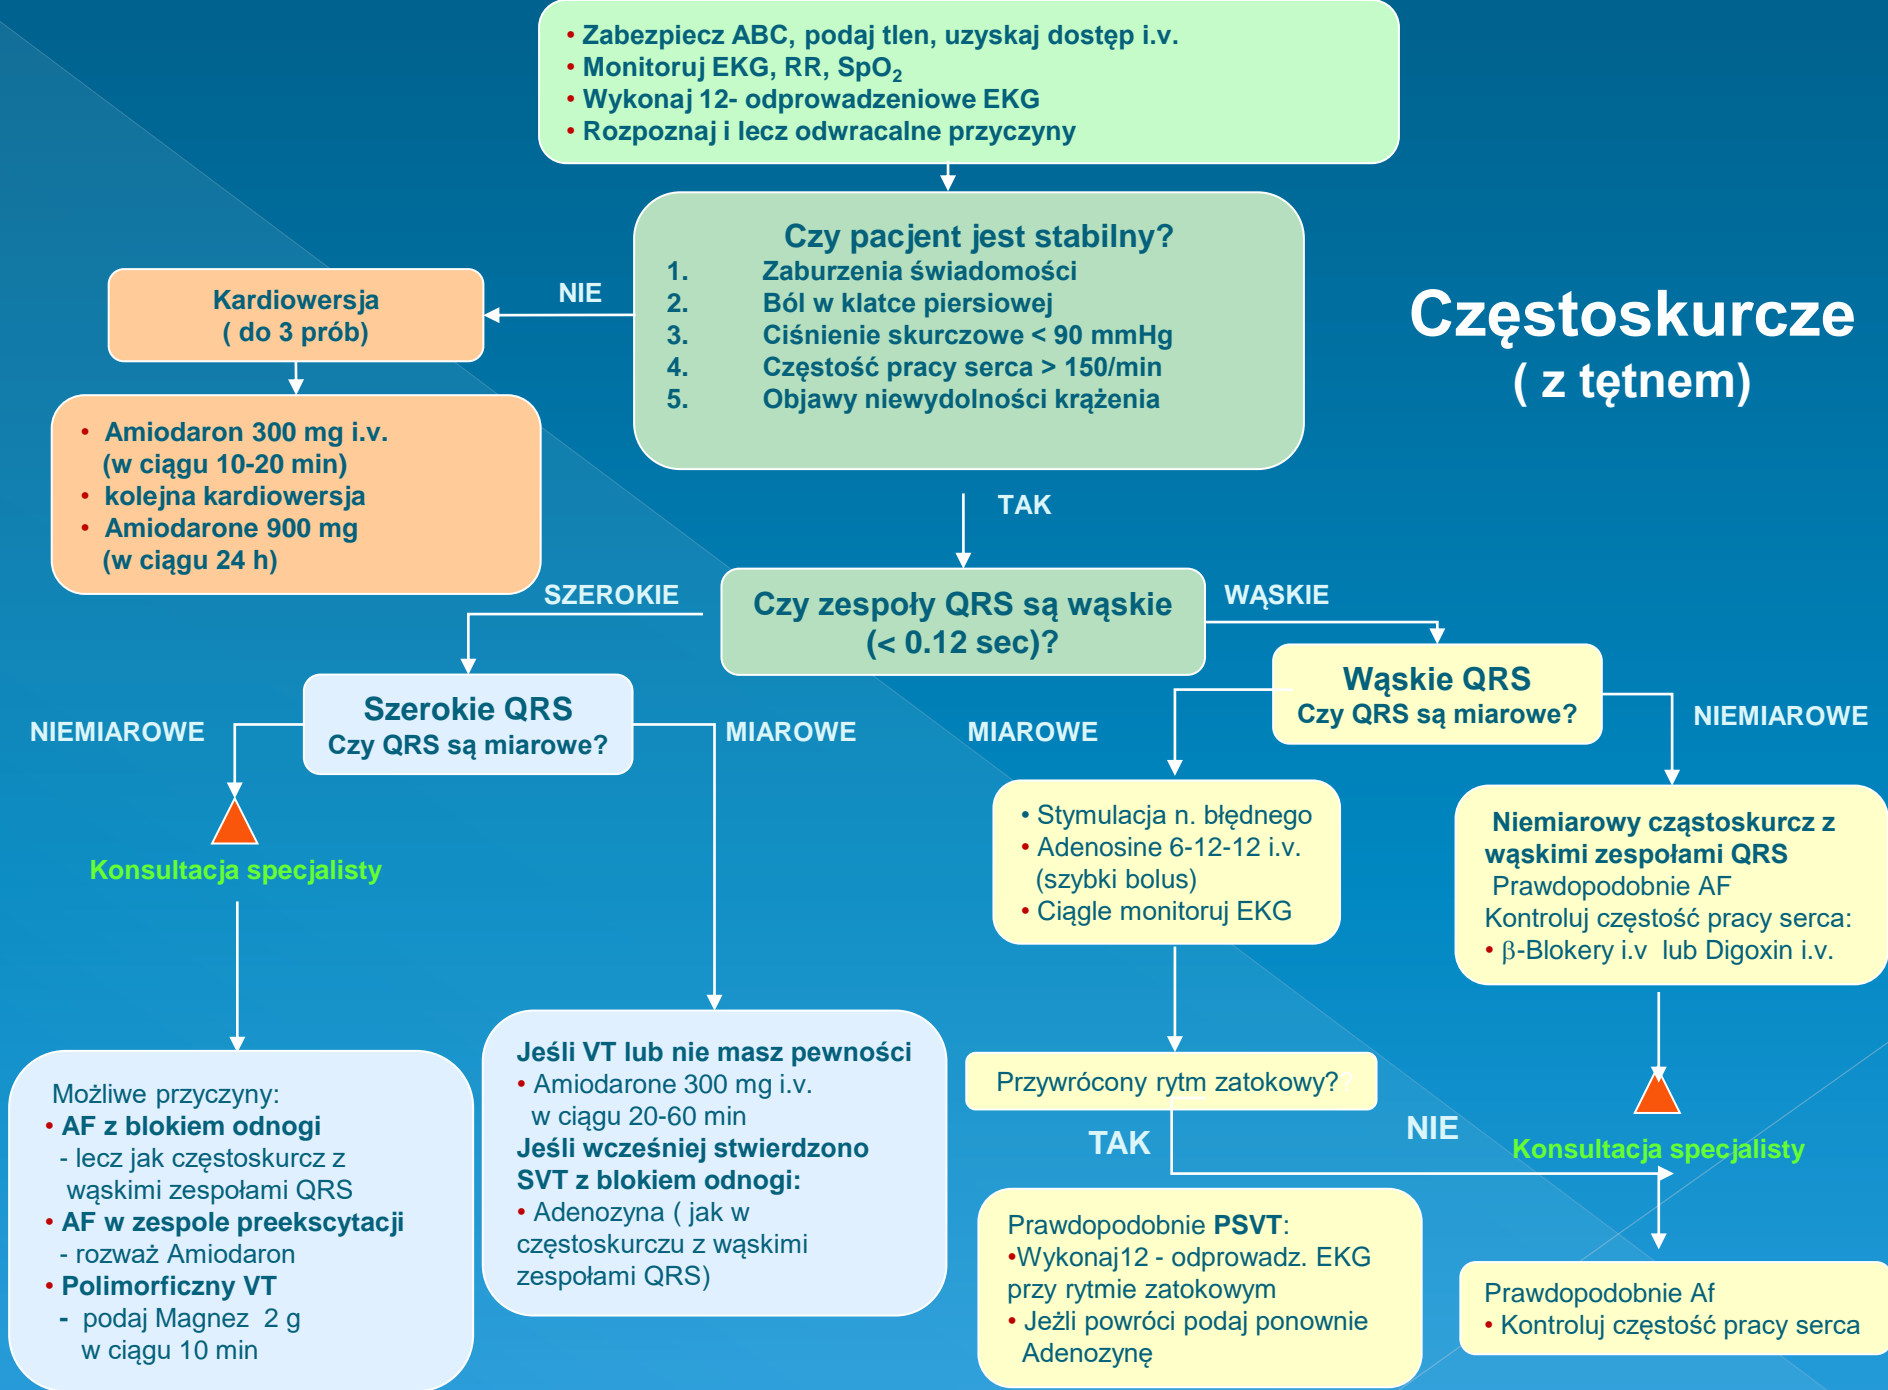 • Zabezpiecz ABC, podaj tlen, uzyskaj dostęp i.v.
• Monitoruj EKG, RR, SpO₂
• Wykonaj 12- odprowadzeniowe EKG
• Rozpoznaj i lecz odwracalne przyczyny
Czy pacjent jest stabilny?
1. Zaburzenia świadomości
2. Ból w klatce piersiowej
3. Ciśnienie skurczowe < 90 mmHg
4. Częstość pracy serca > 150/min
5. Objawy niewydolności krążenia
NIE
Kardiowersja
( do 3 prób)
Częstoskurcze
( z tętnem)
• Amiodaron 300 mg i.v.
(w ciągu 10-20 min)
• kolejna kardiowersja
• Amiodarone 900 mg
(w ciągu 24 h)
TAK
SZEROKIE
Czy zespoły QRS są wąskie
(< 0.12 sec)?
WĄSKIE
Szerokie QRS
Czy QRS są miarowe?
Wąskie QRS
Czy QRS są miarowe?
NIEMIAROWE
MIAROWE
MIAROWE
NIEMIAROWE
Konsultacja specjalisty
• Stymulacja n. błędnego
• Adenosine 6-12-12 i.v.
(szybki bolus)
• Ciągle monitoruj EKG
Niemiarowy cząstoskurcz z
wąskimi zespołami QRS
Prawdopodobnie AF
Kontroluj częstość pracy serca:
• β-Blokery i.v lub Digoxin i.v.
Możliwe przyczyny:
• AF z blokiem odnogi
- lecz jak częstoskurcz z
wąskimi zespołami QRS
• AF w zespole preekscytacji
- rozważ Amiodaron
• Polimorficzny VT
- podaj Magnez 2 g
w ciągu 10 min
Jeśli VT lub nie masz pewności
• Amiodarone 300 mg i.v.
w ciągu 20-60 min
Jeśli wcześniej stwierdzono
SVT z blokiem odnogi:
• Adenozyna ( jak w
częstoskurczu z wąskimi
zespołami QRS)
Przywrócony rytm zatokowy??
TAK
NIE
Konsultacja specjalisty
Prawdopodobnie PSVT:
•Wykonaj12 - odprowadz. EKG
przy rytmie zatokowym
• Jeżli powróci podaj ponownie
Adenozynę
Prawdopodobnie Af
• Kontroluj częstość pracy serca